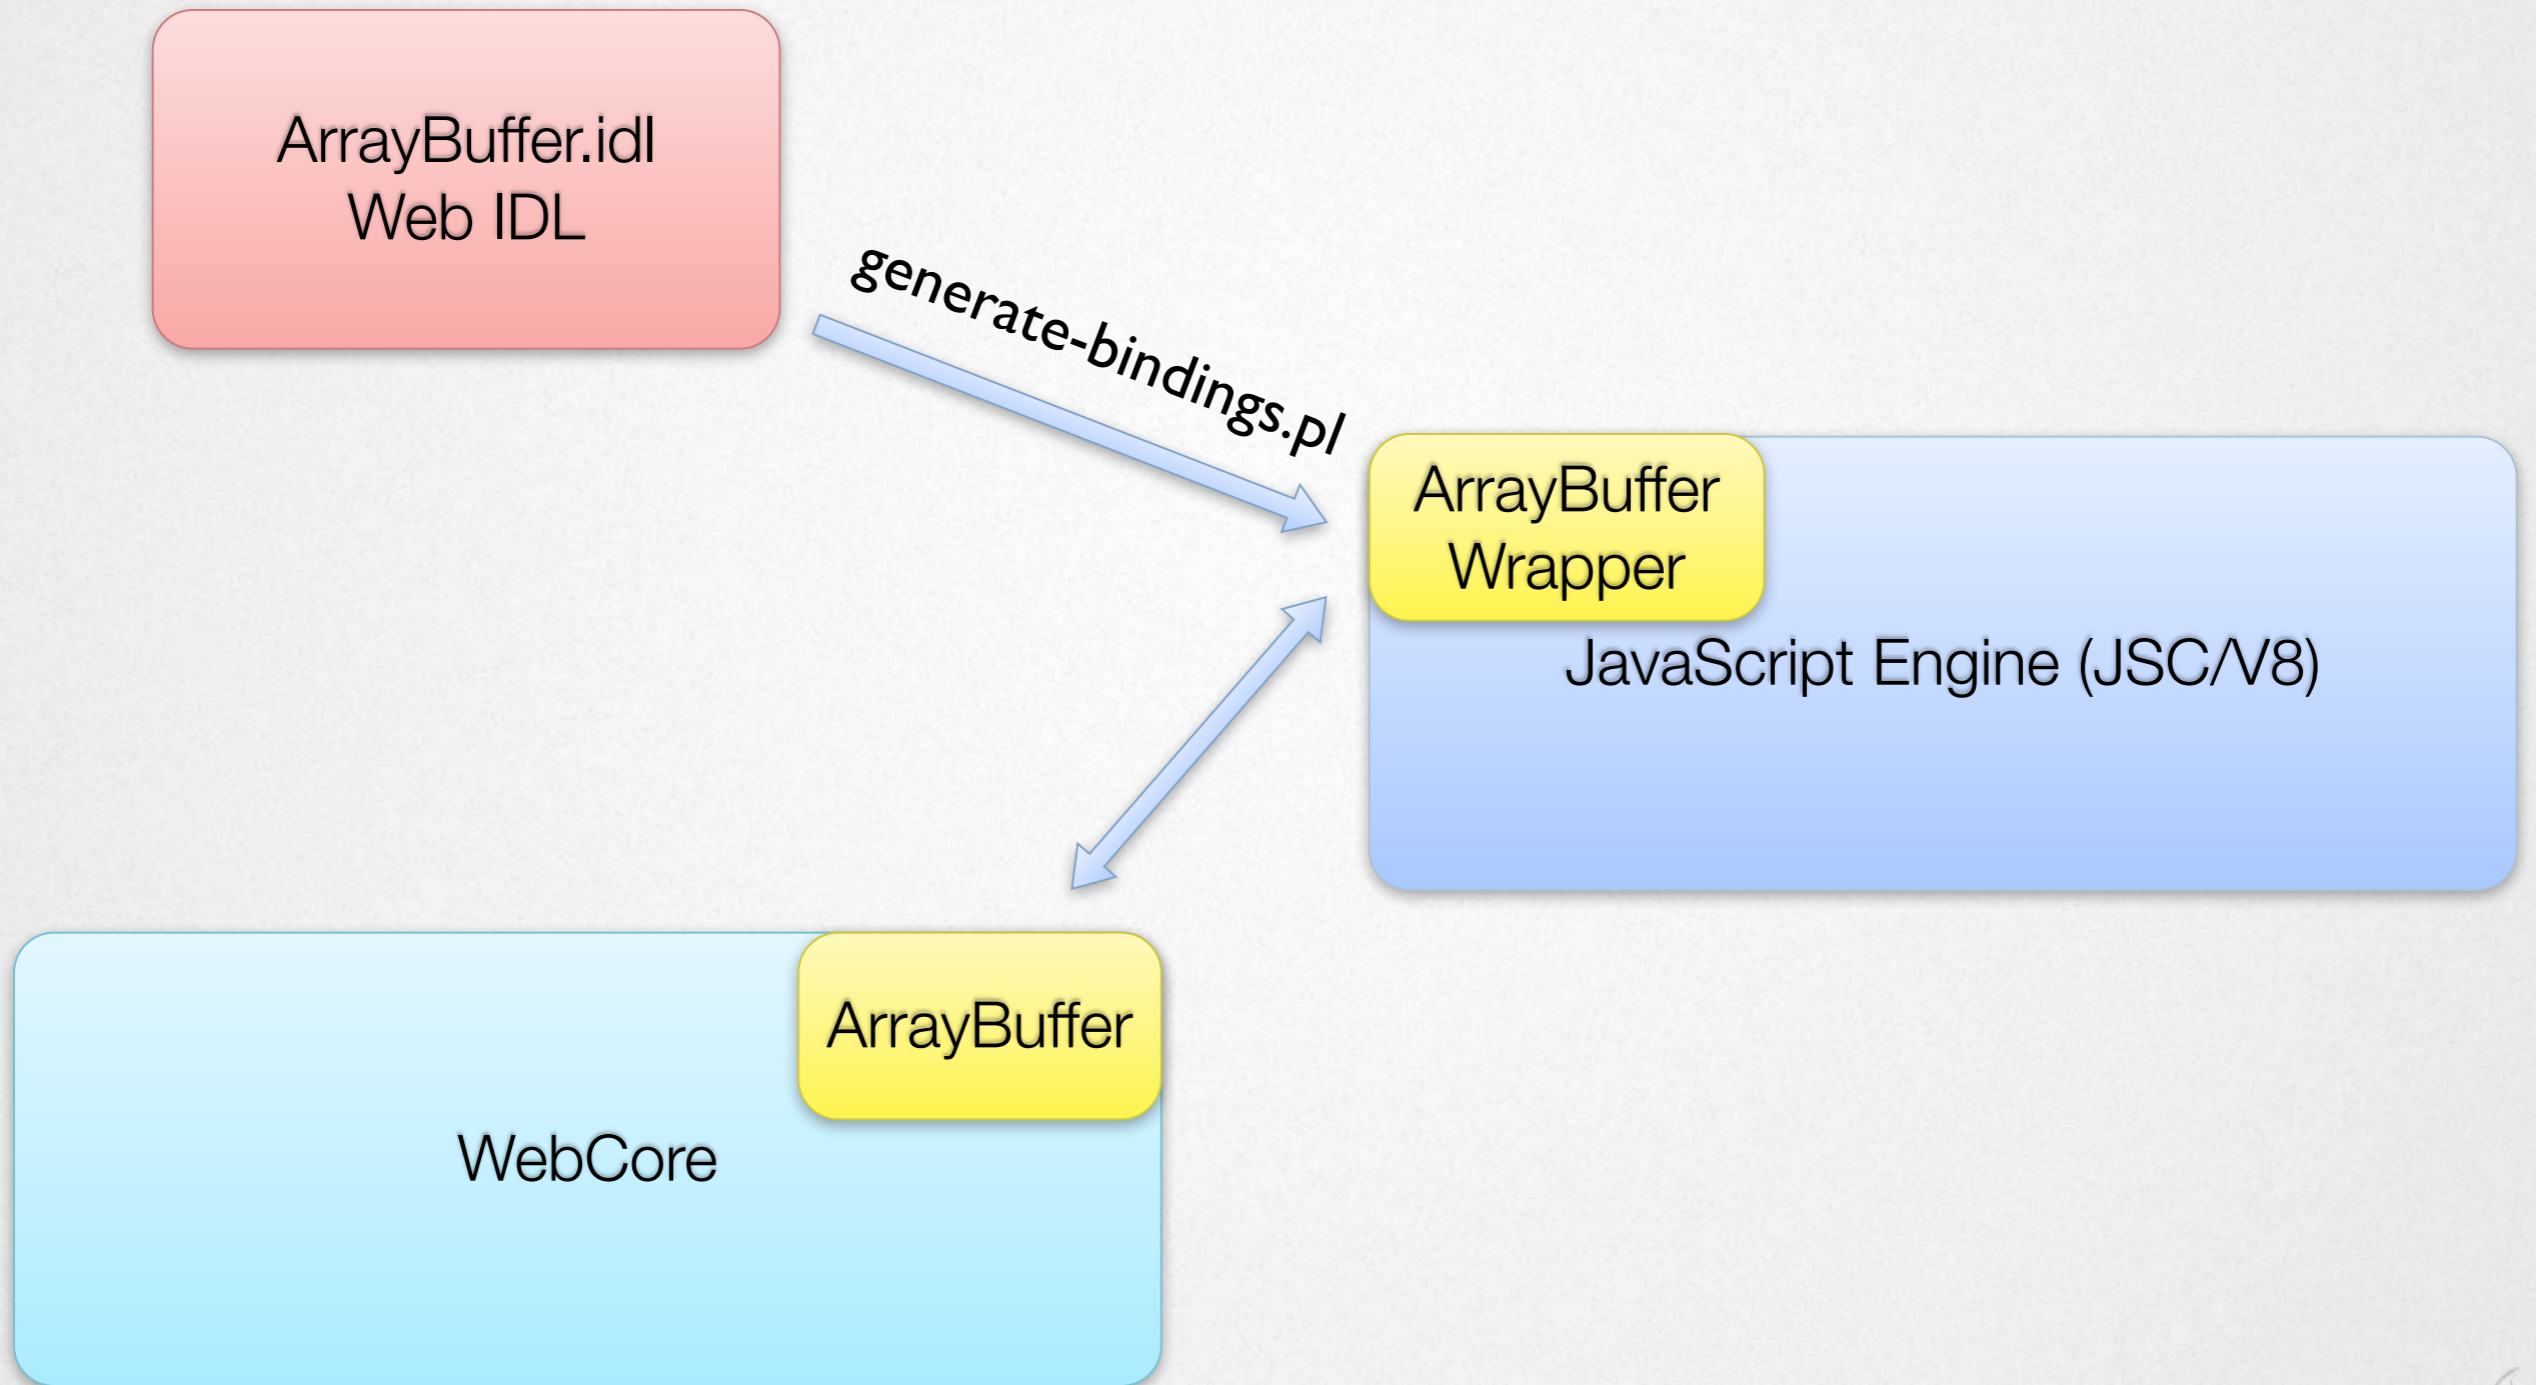 ArrayBuffer.idl
Web IDL
generate-bindings.pl
ArrayBuffer
Wrapper
JavaScript Engine (JSC/V8)
ArrayBuffer
WebCore